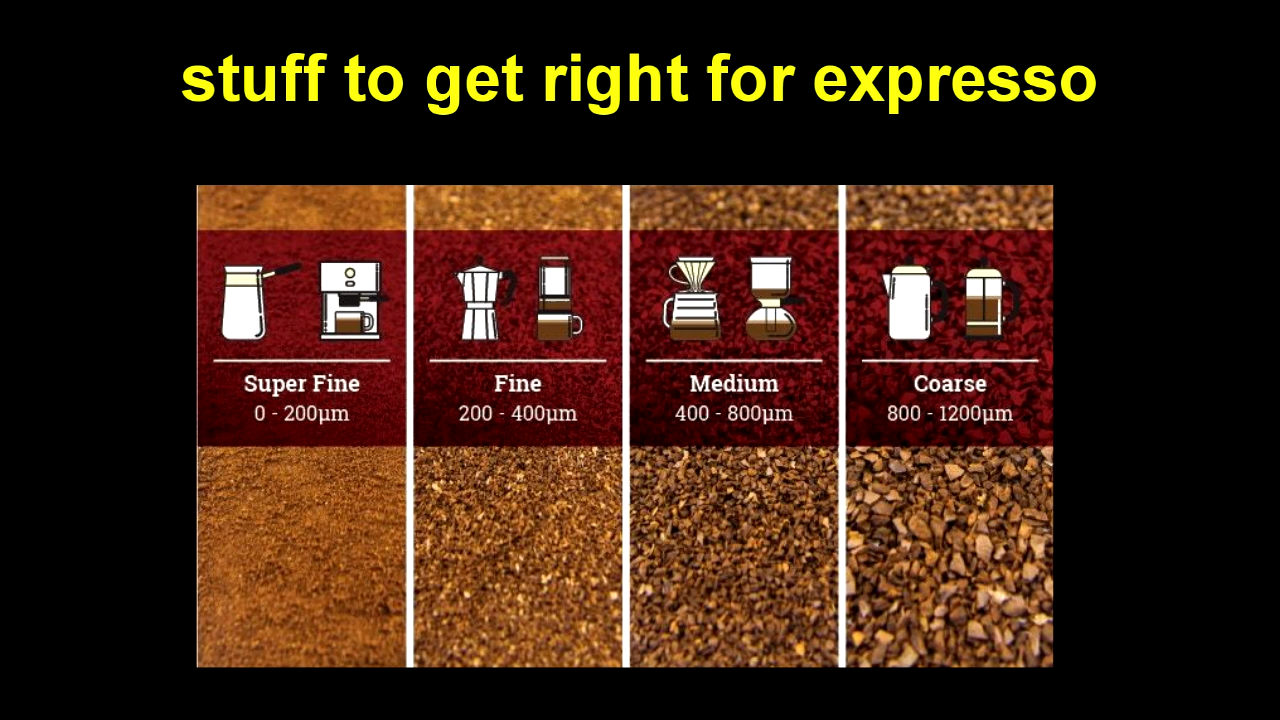 stuff to get right for expresso
Super Fine
0 - 200µm
Fine
200 - 400µm
Medium
400 - 800µm
Coarse
800 - 1200µm